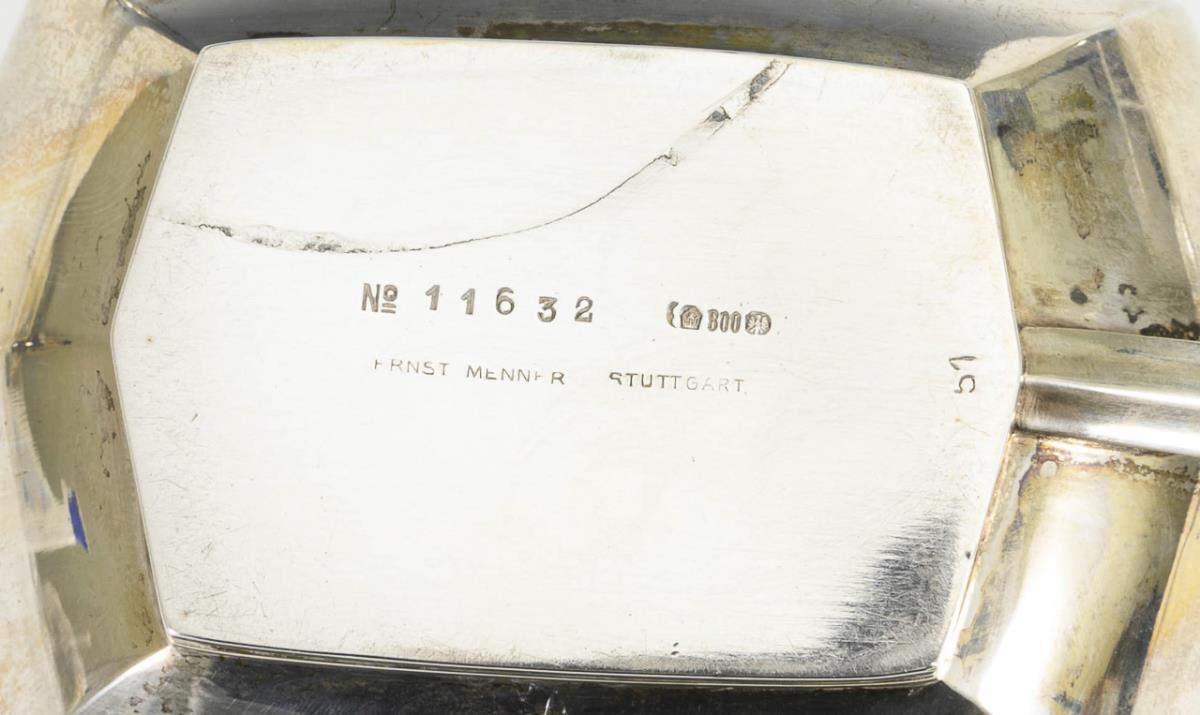 № 11632 800
ERNST MENNER STUTTGART
51